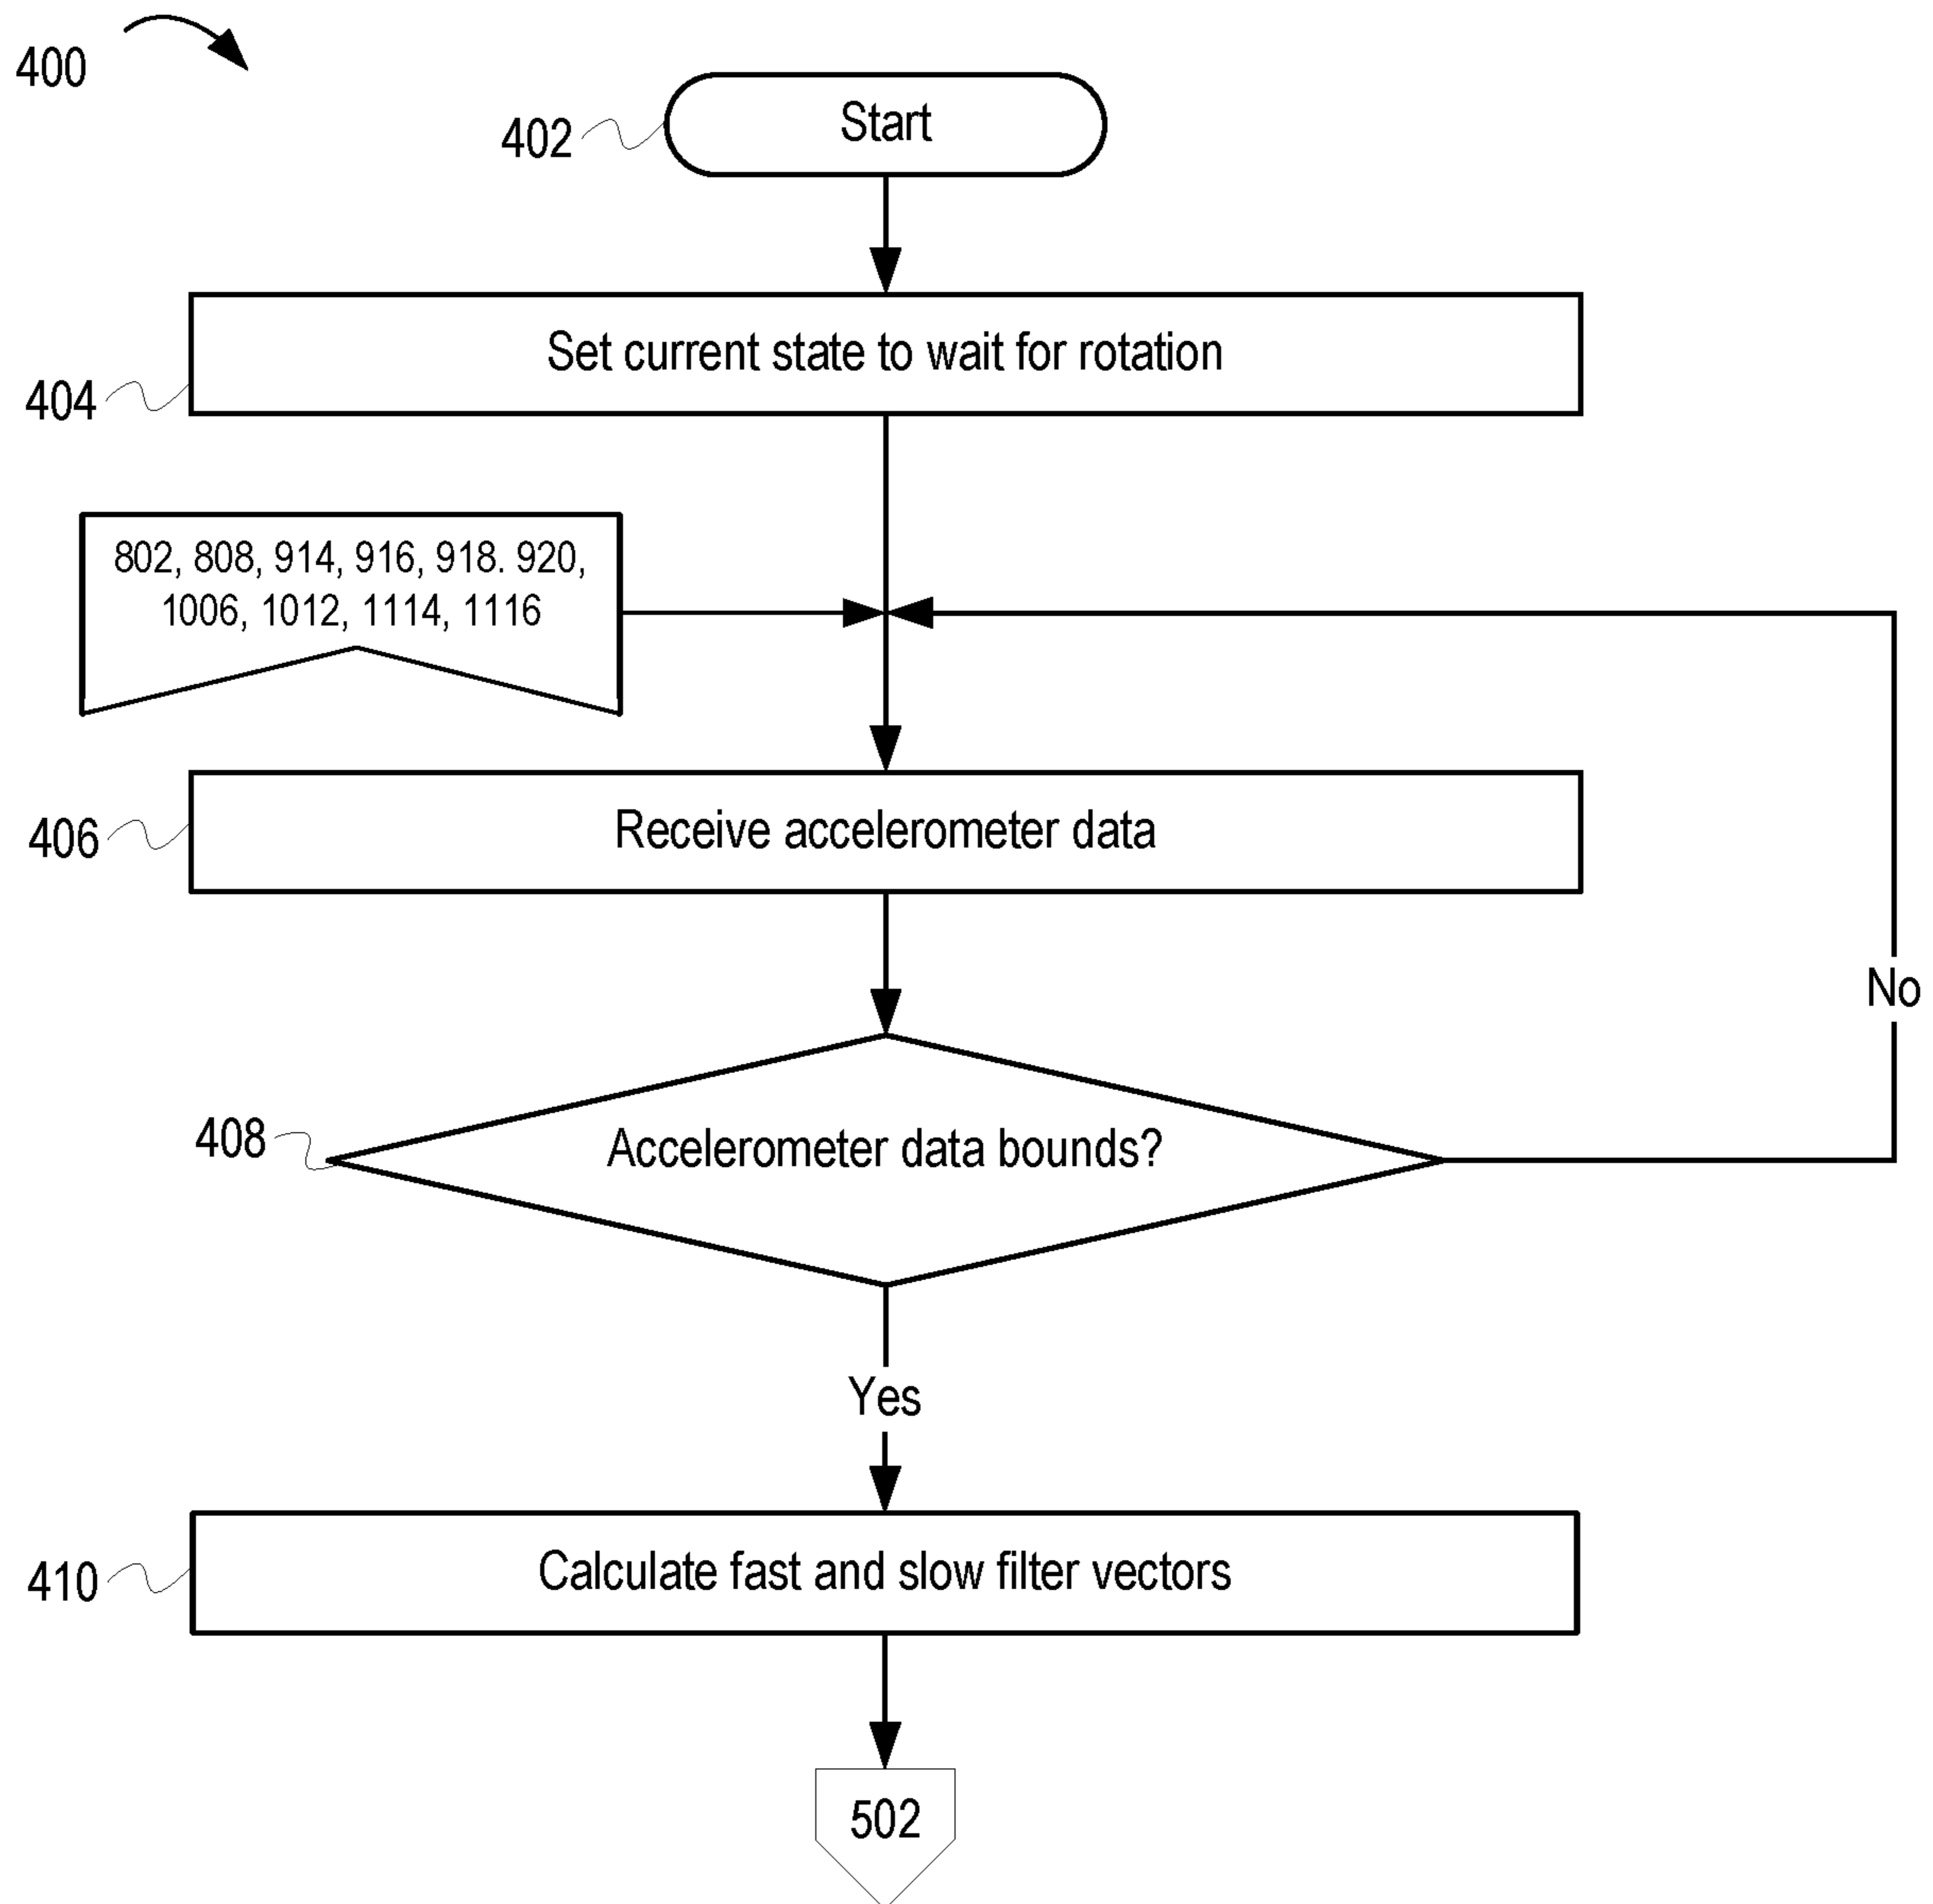 400
402
Start
Set current state to wait for rotation
404
802, 808, 914, 916, 918. 920,
1006, 1012, 1114, 1116
Receive accelerometer data
406
No
408
Accelerometer data bounds?
Yes
Calculate fast and slow filter vectors
410
502